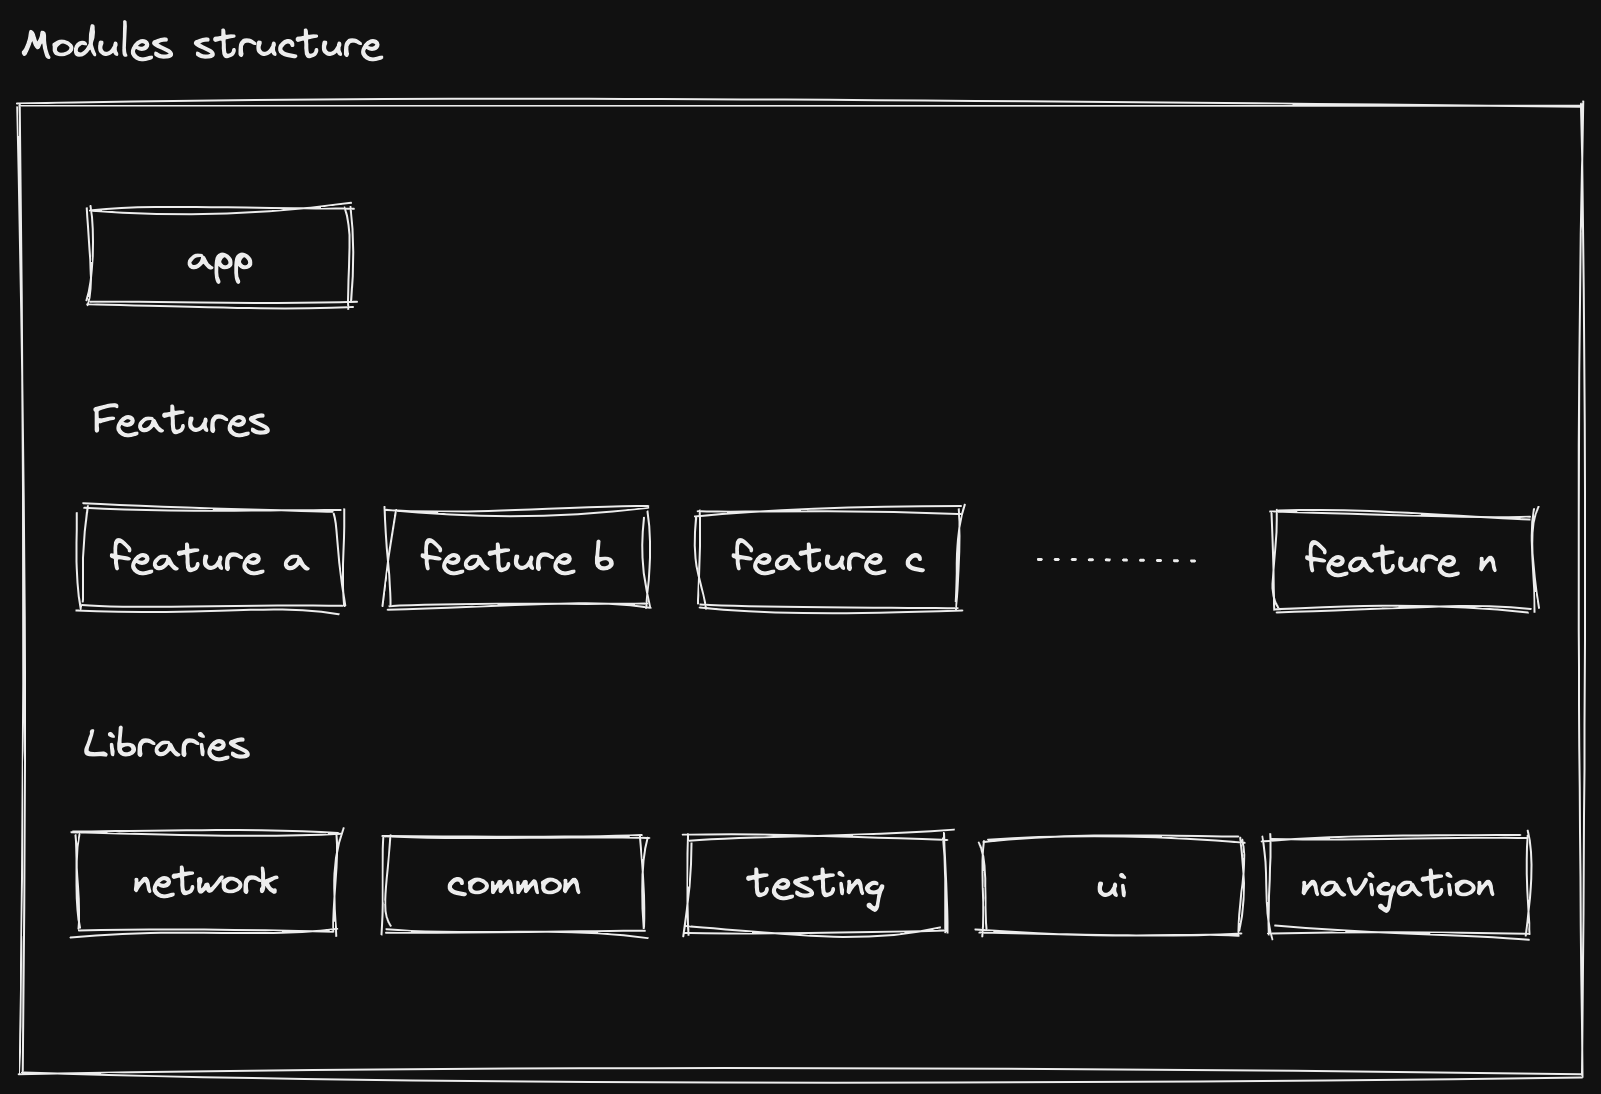 Modules structure
app
Features
feature a
feature b
feature c
feature n
Libraries
network
common
testing
ui
navigation